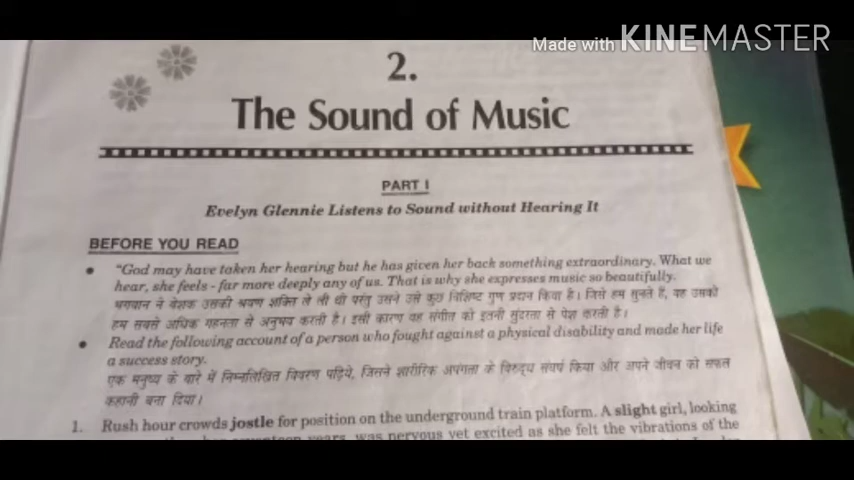 Made with KINEMASTER
2.
The Sound of Music
PART I
Evelyn Glennie Listens to Sound without Hearing It
BEFORE YOU READ
● "God may have taken her hearing but he has given her back something extraordinary. What we
hear, she feels - far more deeply any of us. That is why she expresses music so beautifully.
भगवान ने बेशक उसकी श्रवण शक्ति ले ली थी परंतु उसने उसे कुछ विशिष्ट गुण प्रदान किया है। जिसे हम सुनते हैं, वह उसको
हम सबसे अधिक गहनता से अनुभव करती है। इसी कारण वह संगीत को इतनी सुंदरता से पेश करती है।
● Read the following account of a person who fought against a physical disability and made her life
a success story.
एक मनुष्य के बारे में निम्नलिखित विवरण पढ़िये, जिसने शारीरिक अपंगता के विरुद्ध संघर्ष किया और अपने जीवन को सफल
कहानी बना दिया।
1. Rush hour crowds jostle for position on the underground train platform. A slight girl, looking
seventeen years, was nervous yet excited as she felt the vibrations of the